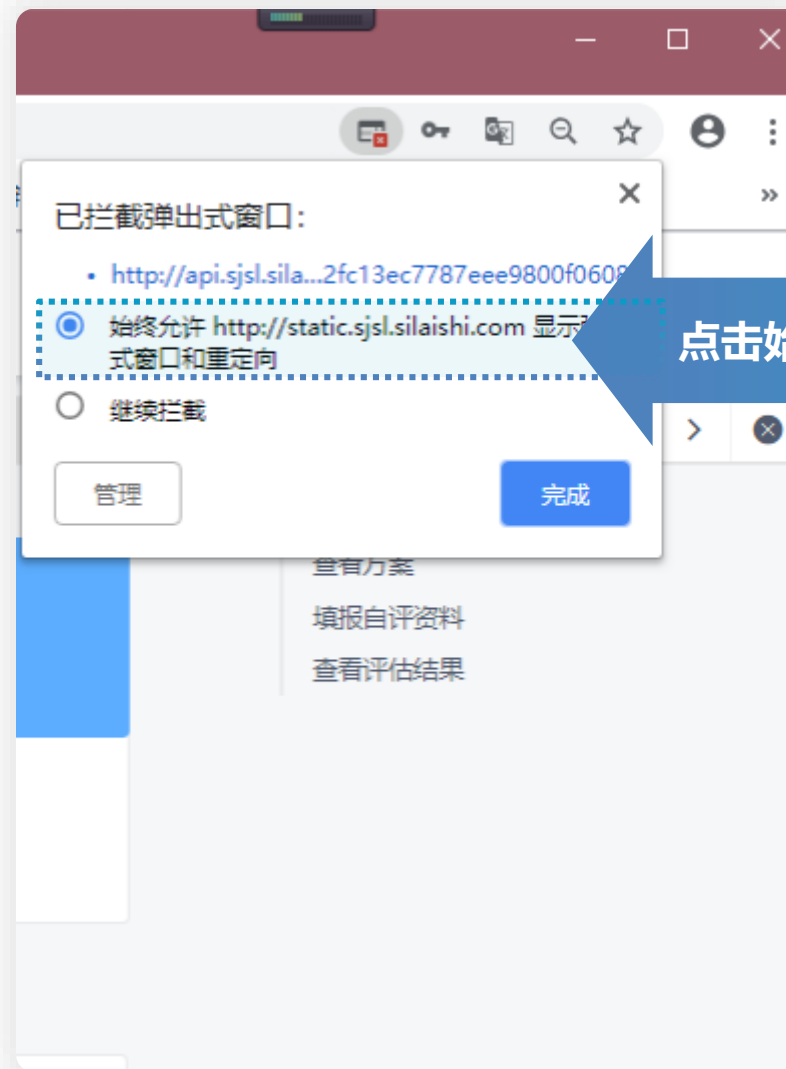 已拦截弹出式窗口：
• http://api.sjsl.sila...2fc13ec7787eee9800f0608
始终允许 http://static.sjsl.silaishi.com 显示
式窗口和重定向
点击始
继续拦截
管理
完成
查看方案
填报自评资料
查看评估结果